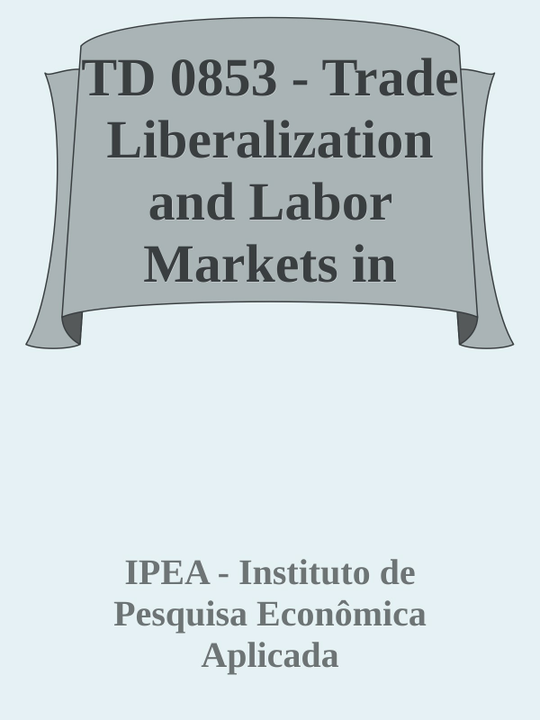 TD 0853 - Trade
Liberalization
and Labor
Markets in
IPEA - Instituto de
Pesquisa Econômica
Aplicada